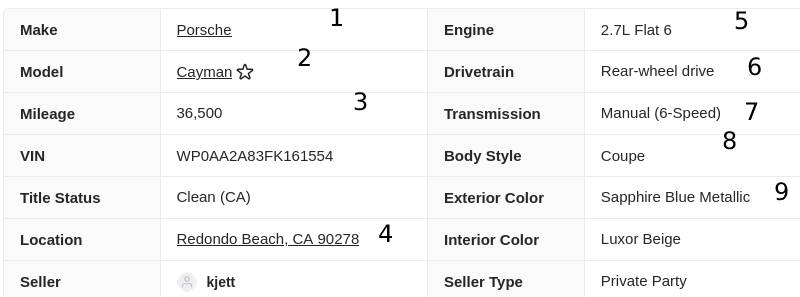 Make Porsche 1 Engine 2.7L Flat 6 5
Model Cayman 2 Drivetrain Rear-wheel drive 6
Mileage 36,500 3 Transmission Manual (6-Speed) 7
VIN WP0AA2A83FK161554 Body Style Coupe 8
Title Status Clean (CA) Exterior Color Sapphire Blue Metallic 9
Location Redondo Beach, CA 90278 4 Interior Color Luxor Beige
Seller kjett Seller Type Private Party